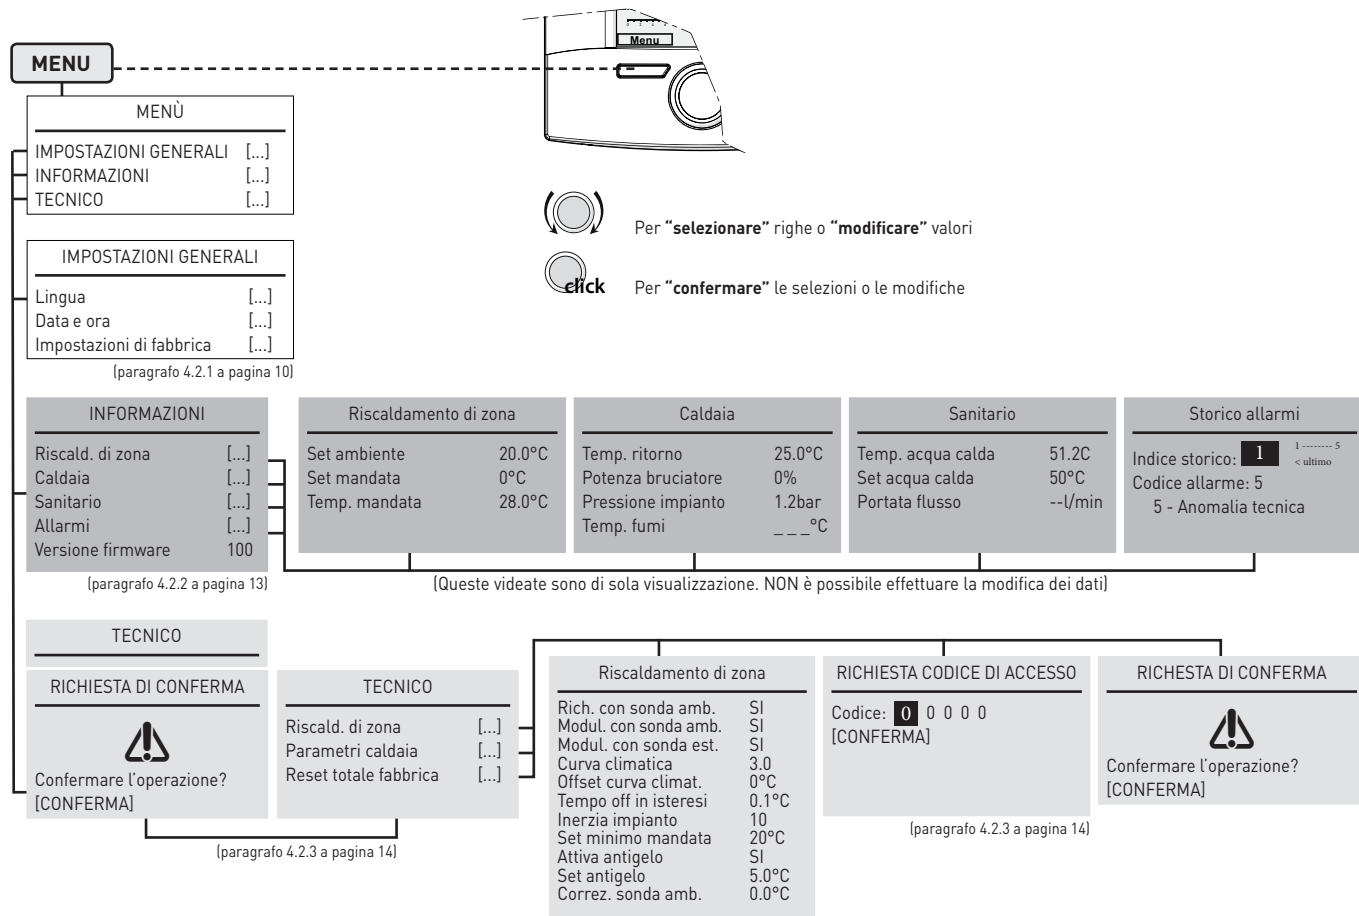 Menu
MENU
MENÙ
IMPOSTAZIONI GENERALI [...]
INFORMAZIONI [...]
TECNICO [...]
Per “selezionare” righe o “modificare” valori
click
Per “confermare” le selezioni o le modifiche
IMPOSTAZIONI GENERALI
Lingua [...]
Data e ora [...]
Impostazioni di fabbrica [...]
(paragrafo 4.2.1 a pagina 10)
INFORMAZIONI
Riscald. di zona [...]
Caldaia [...]
Sanitario [...]
Allarmi [...]
Versione firmware 100
(paragrafo 4.2.2 a pagina 13)
Riscaldamento di zona
Set ambiente 20.0°C
Set mandata 0°C
Temp. mandata 28.0°C
Caldaia
Temp. ritorno 25.0°C
Potenza bruciatore 0%
Pressione impianto 1.2bar
Temp. fumi _ _ _°C
Sanitario
Temp. acqua calda 51.2C
Set acqua calda 50°C
Portata flusso --l/min
Storico allarmi
Indice storico: 1 1 -------- 5
< ultimo
Codice allarme: 5
5 - Anomalia tecnica
(Queste videate sono di sola visualizzazione. NON è possibile effettuare la modifica dei dati)
TECNICO
RICHIESTA DI CONFERMA
Confermare l’operazione?
[CONFERMA]
TECNICO
Riscald. di zona [...]
Parametri caldaia [...]
Reset totale fabbrica [...]
(paragrafo 4.2.3 a pagina 14)
Riscaldamento di zona
Rich. con sonda amb. SI
Modul. con sonda amb. SI
Modul. con sonda est. SI
Curva climatica 3.0
Offset curva climat. 0°C
Tempo off in isteresi 0.1°C
Inerzia impianto 10
Set minimo mandata 20°C
Attiva antigelo SI
Set antigelo 5.0°C
Correz. sonda amb. 0.0°C
RICHIESTA CODICE DI ACCESSO
Codice: 0 0 0 0 0
[CONFERMA]
(paragrafo 4.2.3 a pagina 14)
RICHESTA DI CONFERMA
Confermare l’operazione?
[CONFERMA]